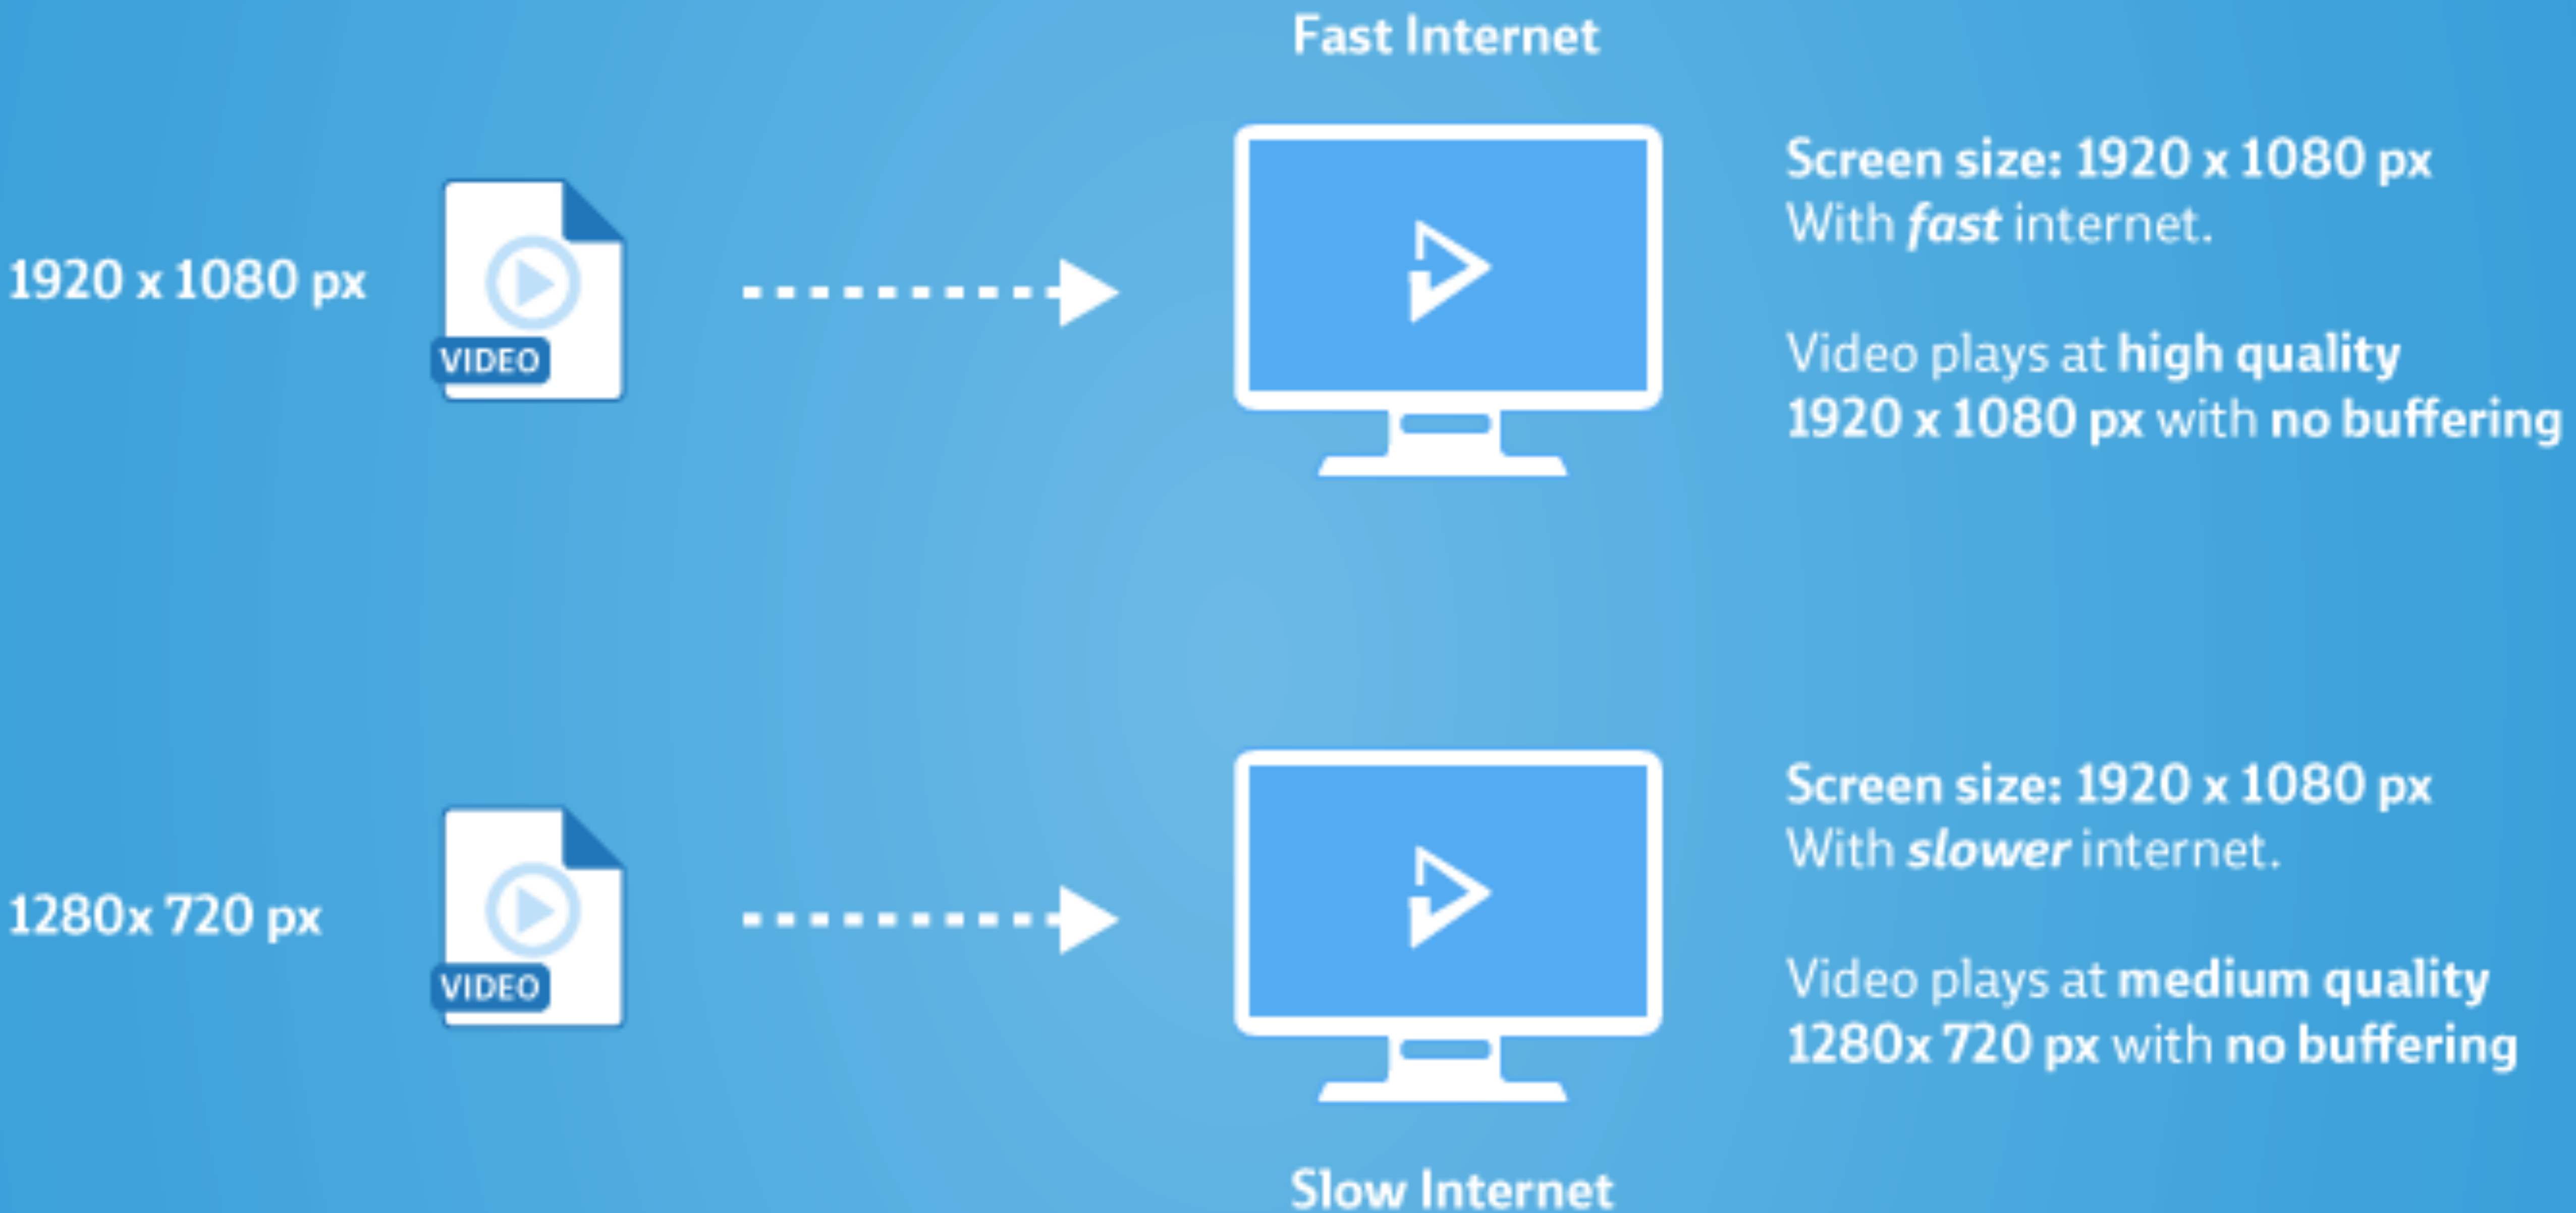 Fast Internet
1920 x 1080 px
VIDEO
Screen size: 1920 x 1080 px
With fast internet.
Video plays at high quality
1920 x 1080 px with no buffering
1280x 720 px
VIDEO
Screen size: 1920 x 1080 px
With slower internet.
Video plays at medium quality
1280x 720 px with no buffering
Slow Internet